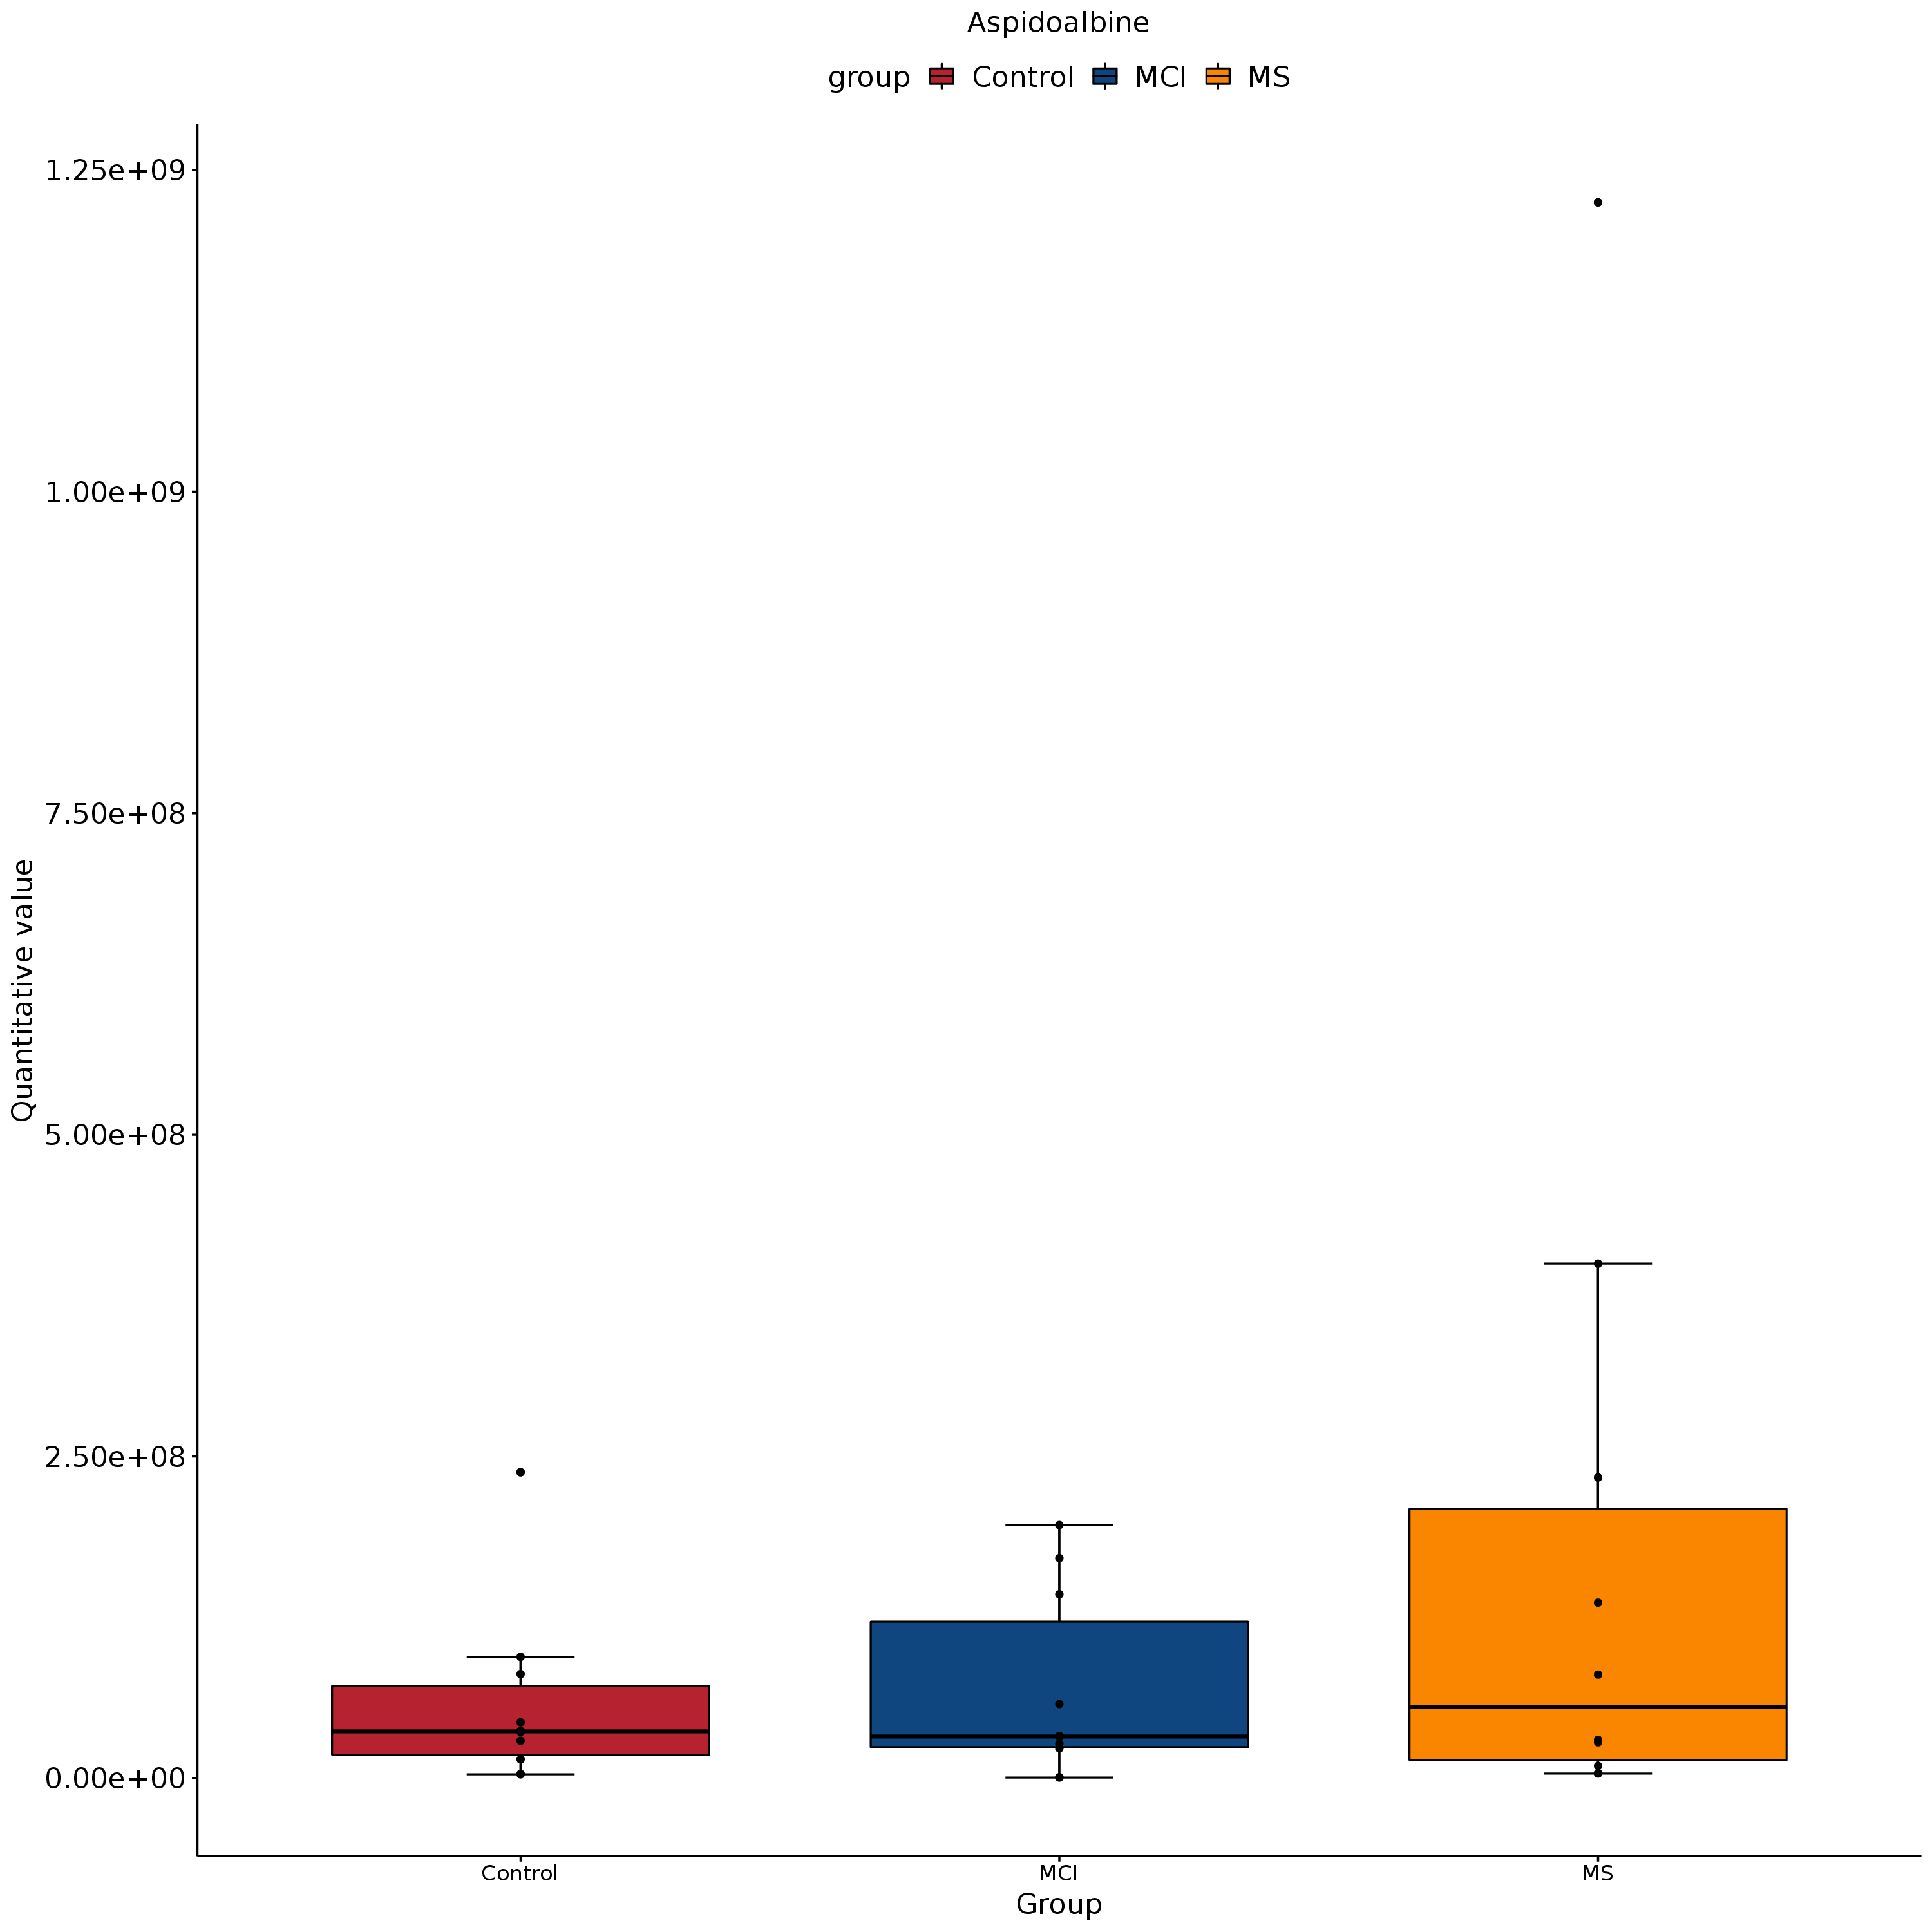 Aspidoalbine
group Control MCI MS
1.25e+09
1.00e+09
7.50e+08
5.00e+08
2.50e+08
0.00e+00
Quantitative value
Control MCI MS
Group